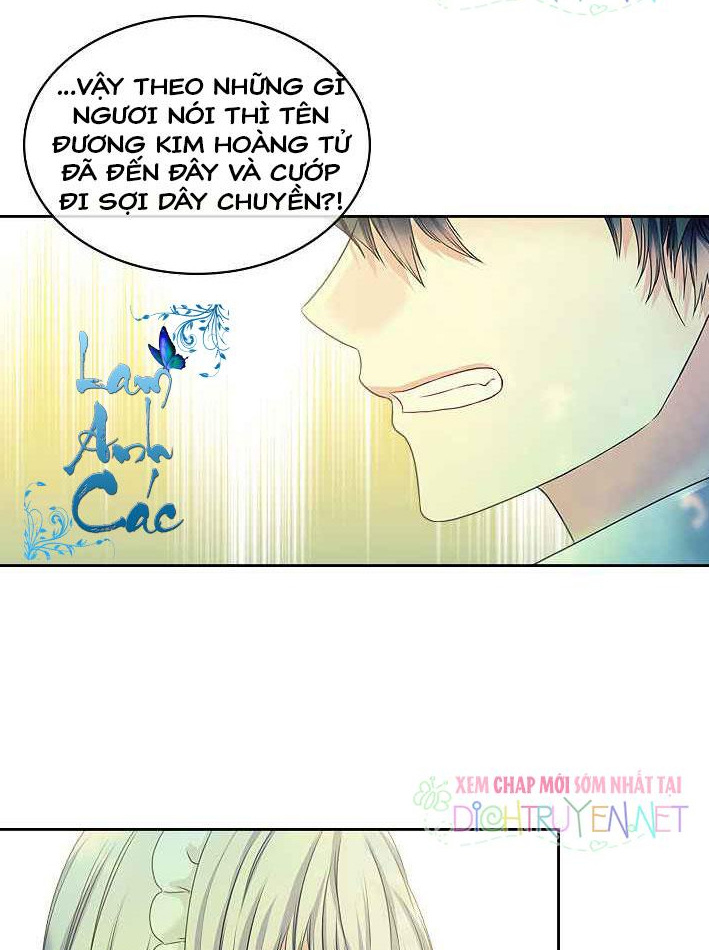 ...VẬY THEO NHỮNG GÌ
NGƯƠI NÓI THÌ TÊN
ĐƯƠNG KIM HOÀNG TỬ
ĐÃ ĐẾN ĐÂY VÀ CƯỚP
ĐI SỢI DÂY CHUYỀN?!
Lam
Anh
Các
XEM CHAP MỚI SỚM NHẤT TẠI
DICHTRUYEN.NET